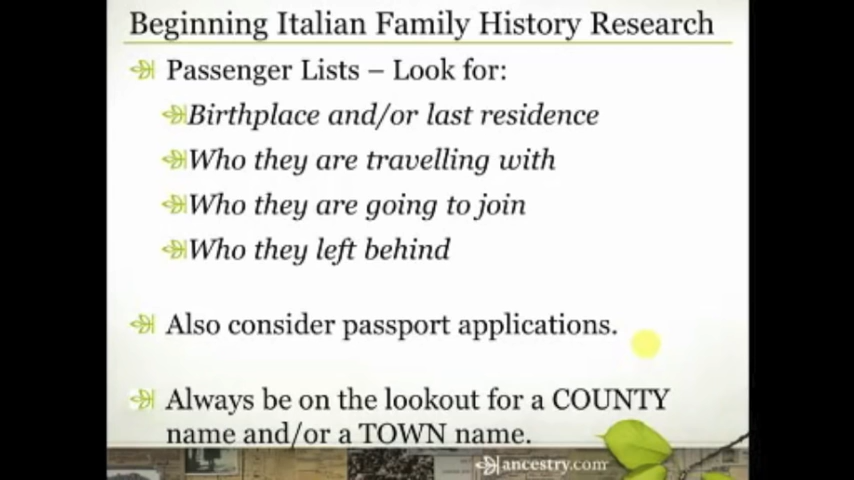 Beginning Italian Family History Research
Passenger Lists – Look for:
Birthplace and/or last residence
Who they are travelling with
Who they are going to join
Who they left behind
Also consider passport applications.
Always be on the lookout for a COUNTY
name and/or a TOWN name.
ancestry.com